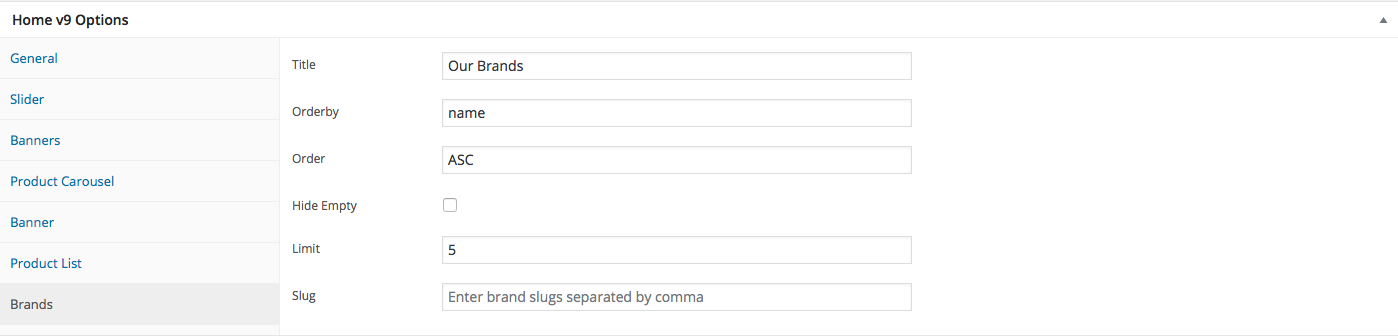 Home v9 Options
General
Slider
Banners
Product Carousel
Banner
Product List
Brands
Title
Our Brands
Orderby
name
Order
ASC
Hide Empty
Limit
5
Slug
Enter brand slugs separated by comma